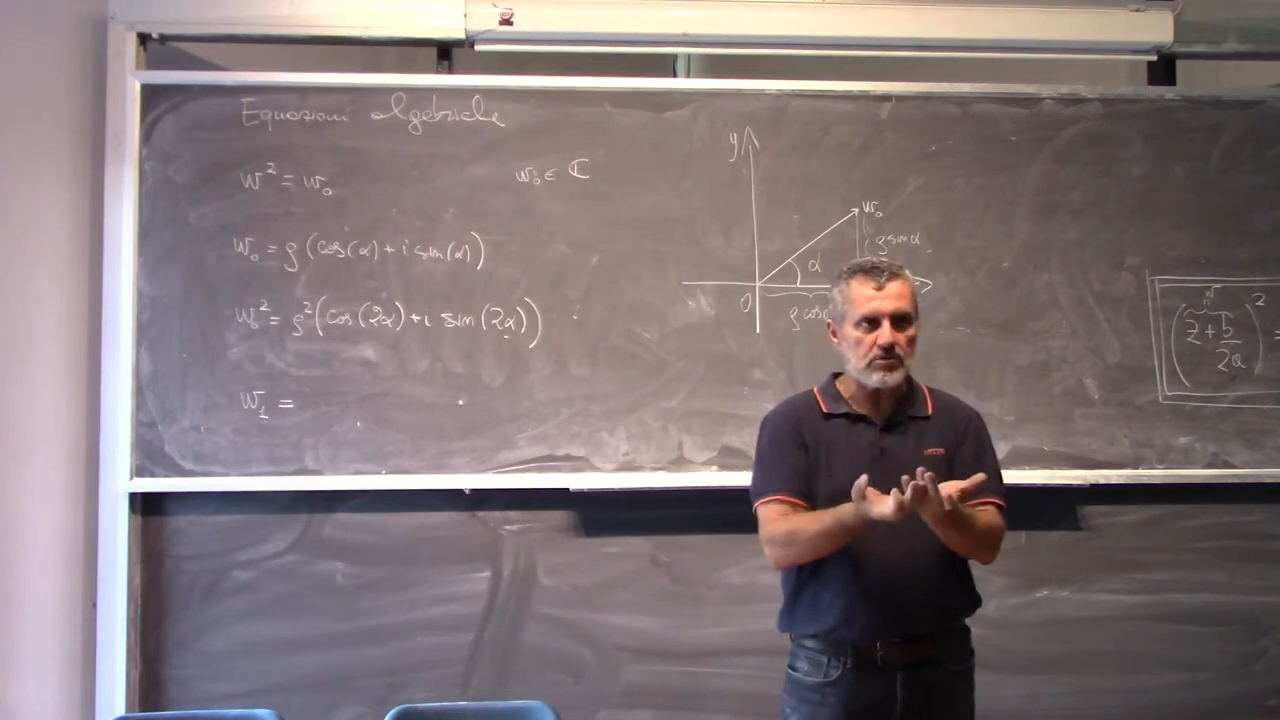 Equazioni algebriche
w² = w₀
w₀ ∈ ℂ
w₀ = ρ(cos(α) + i sin(α))
w₀² = ρ²(cos(2α) + i sin(2α))
w₁ =
y
w₀
ρ sin α
α
O
ρ cos
w
(z + b/2a)² =